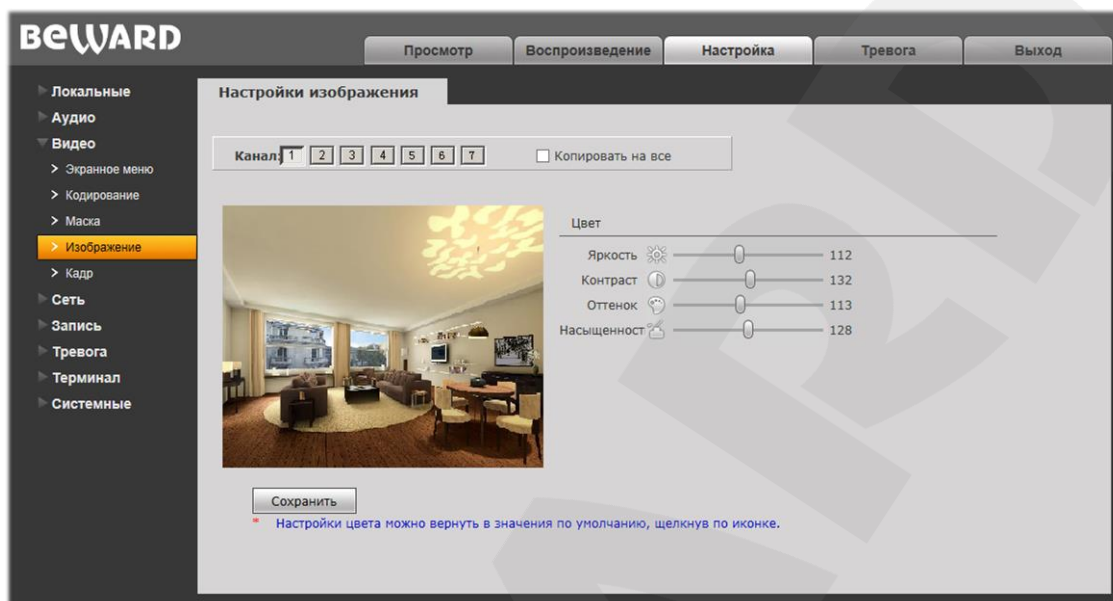 BEWARD
Просмотр Воспроизведение Настройка Тревога Выход
Локальные
Аудио
Видео
Экранное меню
Кодирование
Маска
Изображение
Кадр
Сеть
Запись
Тревога
Терминал
Системные
Настройки изображения
Канал: 1 2 3 4 5 6 7 Копировать на все
Цвет
Яркость 112
Контраст 132
Оттенок 113
Насыщенност 128
Сохранить
* Настройки цвета можно вернуть в значения по умолчанию, щелкнув по иконке.